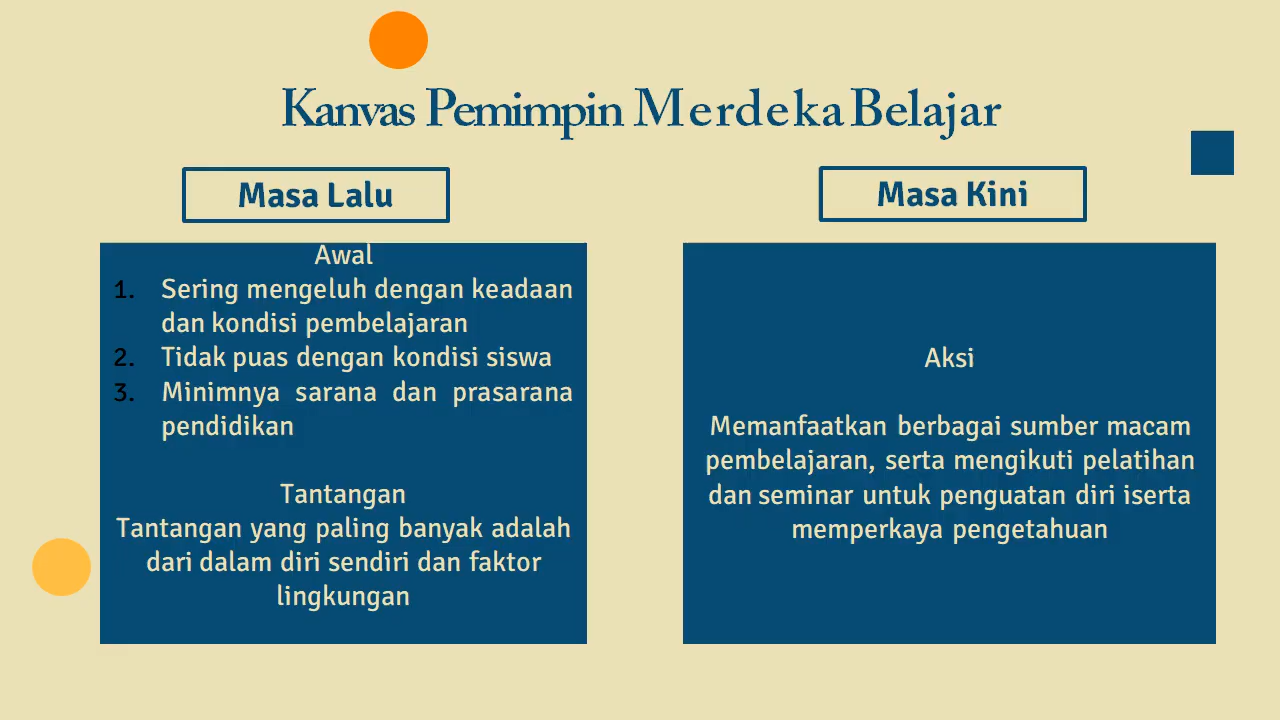 Kanvas Pemimpin Merdeka Belajar
Masa Lalu
Awal
1. Sering mengeluh dengan keadaan
dan kondisi pembelajaran
2. Tidak puas dengan kondisi siswa
3. Minimnya sarana dan prasarana
pendidikan
Tantangan
Tantangan yang paling banyak adalah
dari dalam diri sendiri dan faktor
lingkungan
Masa Kini
Aksi
Memanfaatkan berbagai sumber macam
pembelajaran, serta mengikuti pelatihan
dan seminar untuk penguatan diri iserta
memperkaya pengetahuan